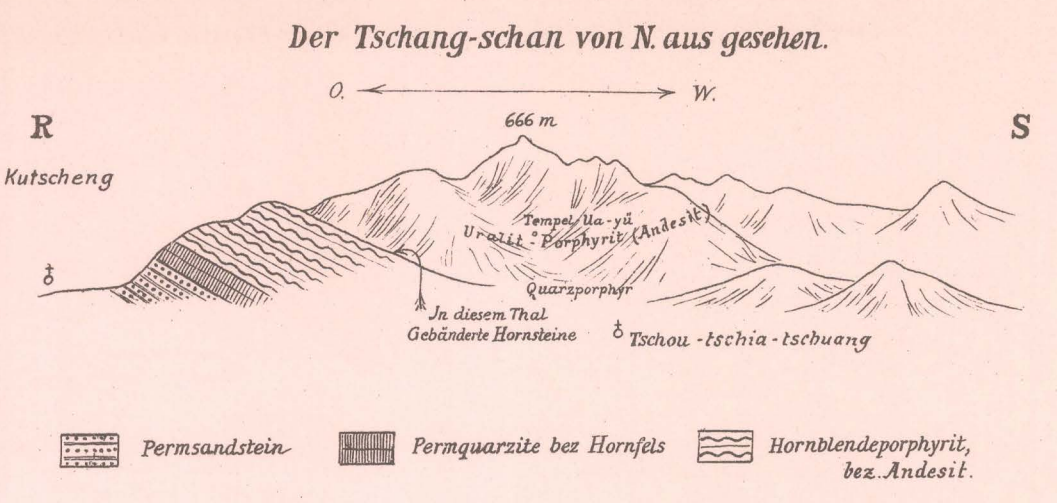 Der Tschang-schan von N. aus gesehen.
O. W.
R
666 m
S
Kutscheng
Tempel Ua-yü
Uralit-Porphyrit (Andesit)
Quarzporphyr
Jn diesem Thal
Gebänderte Hornsteine
Tschou-tschia-tschuang
Permsandstein
Permquarzite bez Hornfels
Hornblendeporphyrit,
bez. Andesit.